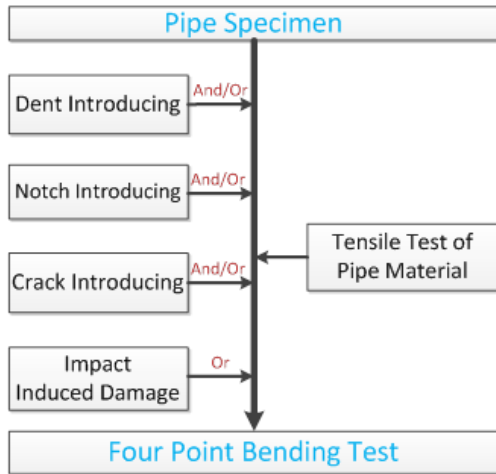 Pipe Specimen
Dent Introducing
And/Or
Notch Introducing
And/Or
Tensile Test of
Pipe Material
Crack Introducing
And/Or
Impact
Induced Damage
Or
Four Point Bending Test